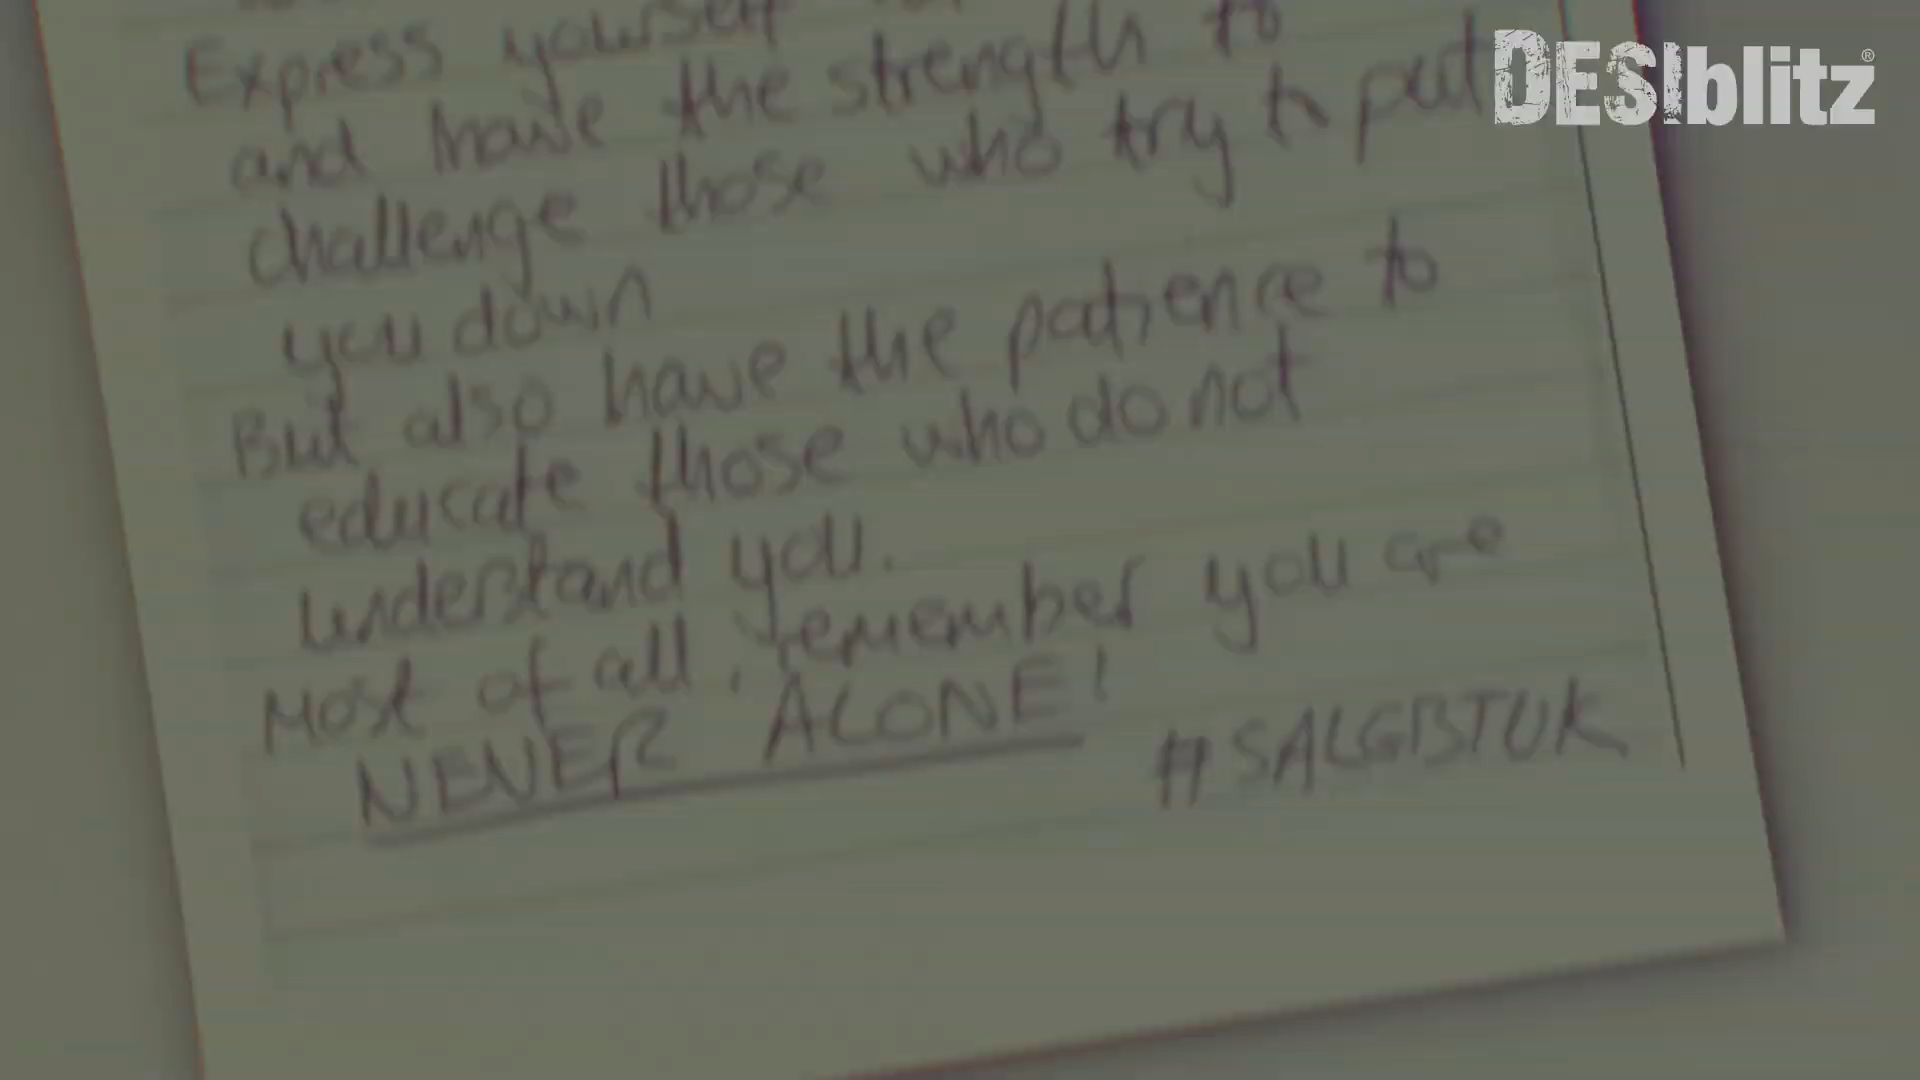 DESIblitz®
Express yourself
and have the strength to
challenge those who try to put
you down
But also have the patience to
educate those who do not
understand you.
Most of all, remember you are
NEVER ALONE!
#SALGBTUK